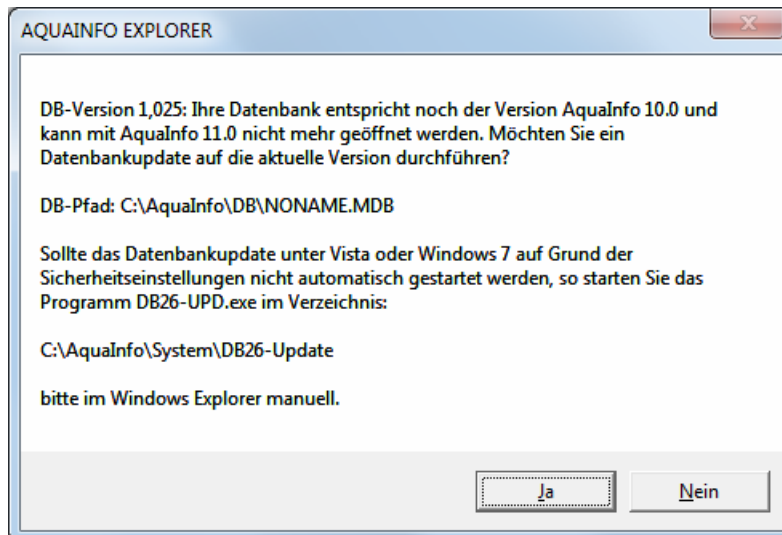 AQUAINFO EXPLORER
DB-Version 1,025: Ihre Datenbank entspricht noch der Version AquaInfo 10.0 und
kann mit AquaInfo 11.0 nicht mehr geöffnet werden. Möchten Sie ein
Datenbankupdate auf die aktuelle Version durchführen?
DB-Pfad: C:\AquaInfo\DB\NONAME.MDB
Sollte das Datenbankupdate unter Vista oder Windows 7 auf Grund der
Sicherheitseinstellungen nicht automatisch gestartet werden, so starten Sie das
Programm DB26-UPD.exe im Verzeichnis:
C:\AquaInfo\System\DB26-Update
bitte im Windows Explorer manuell.
Ja
Nein